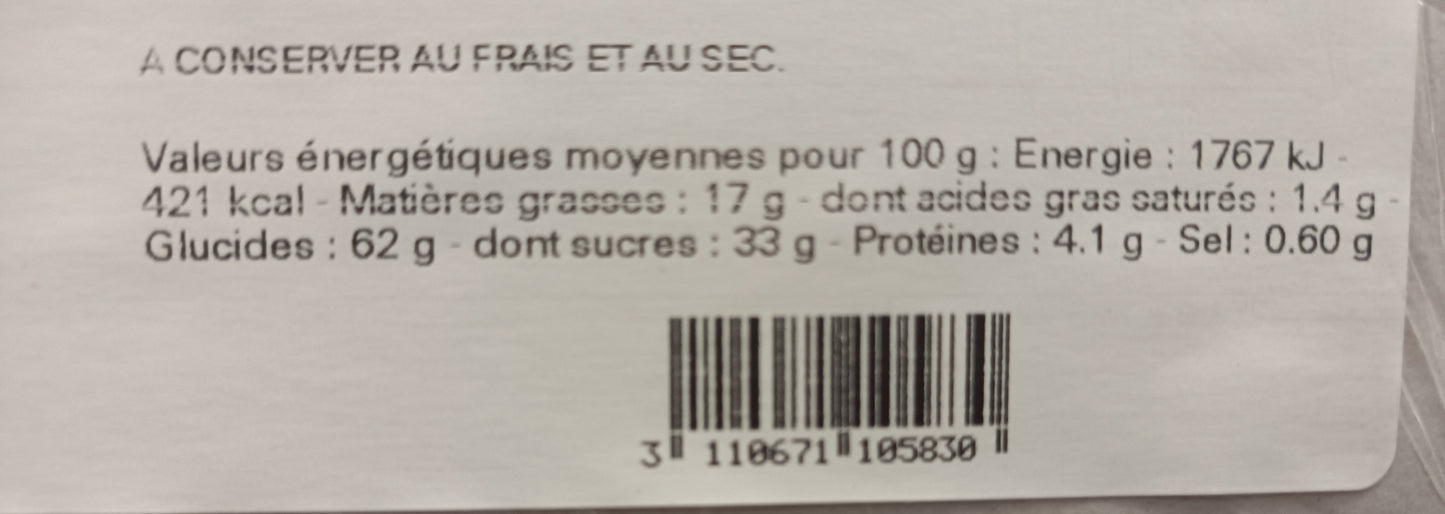 A CONSERVER AU FRAIS ET AU SEC.
Valeurs énergétiques moyennes pour 100 g : Energie : 1767 kJ -
421 kcal - Matières grasses : 17 g - dont acides gras saturés : 1.4 g -
Glucides : 62 g - dont sucres : 33 g - Protéines : 4.1 g - Sel : 0.60 g
3 110671 105830